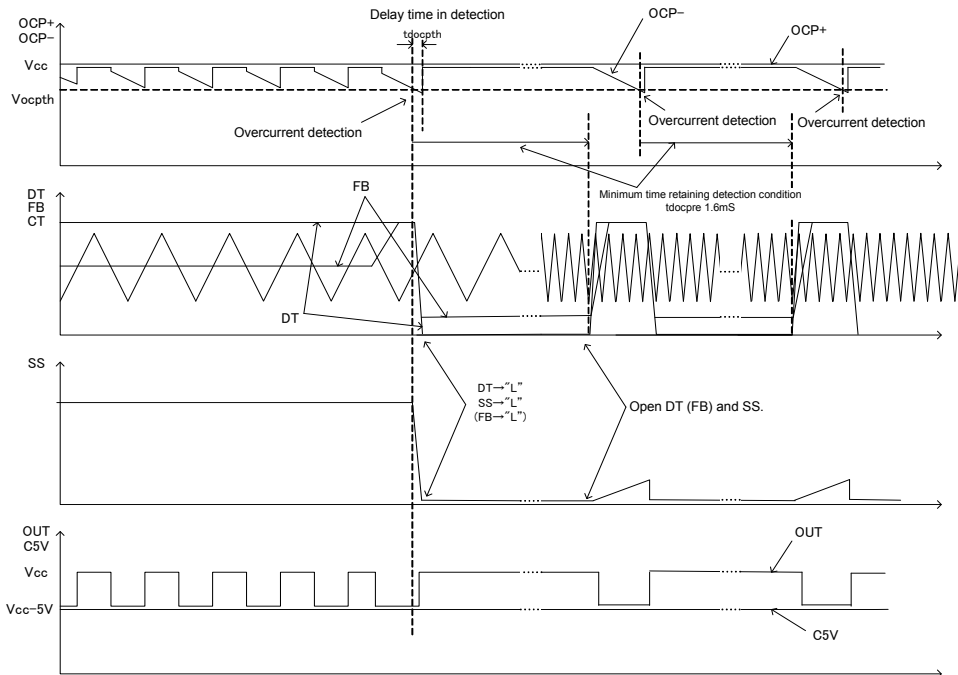 Delay time in detection
OCP+
OCP−
tdocpth
OCP−
OCP+
Vcc
Vocpth
Overcurrent detection
Overcurrent detection
Overcurrent detection
Minimum time retaining detection condition
tdocpre 1.6mS
DT
FB
CT
FB
DT
SS
DT→"L"
SS→"L"
(FB→"L")
Open DT (FB) and SS.
OUT
C5V
OUT
Vcc
Vcc−5V
C5V